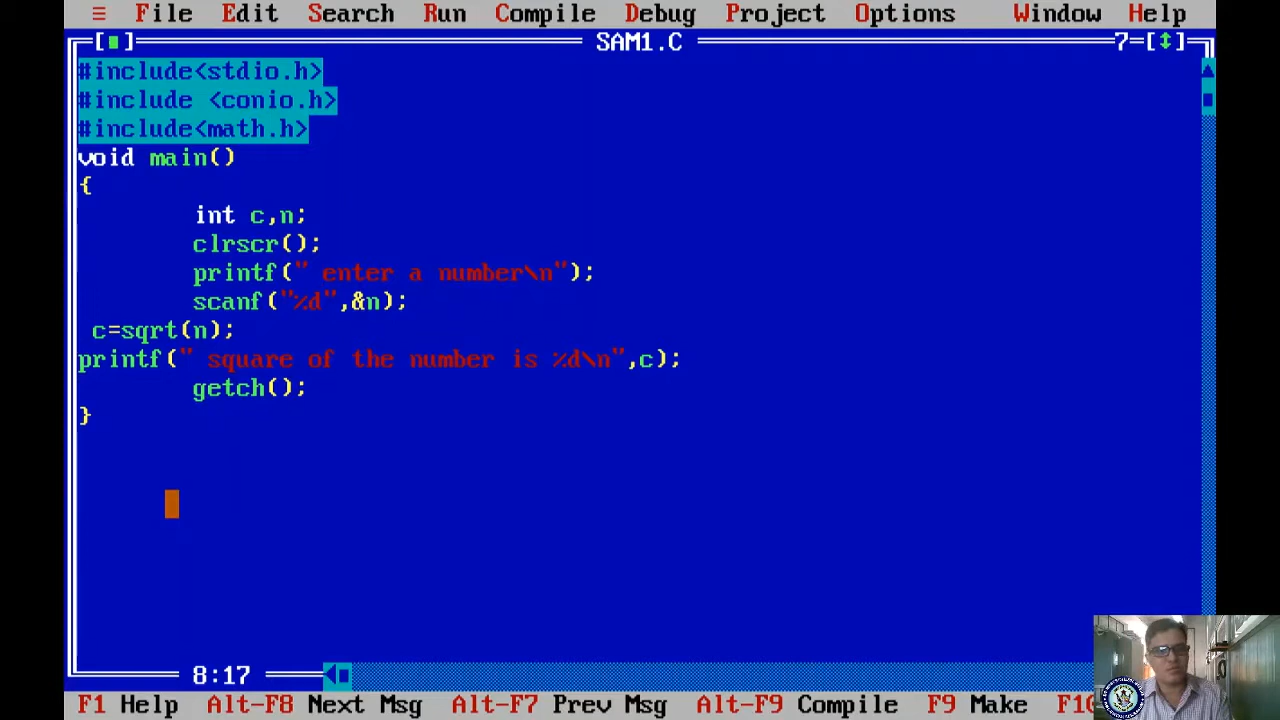 ≡ File Edit Search Run Compile Debug Project Options Window Help
[■] SAM1.C 7=[↕]
#include<stdio.h>
#include <conio.h>
#include<math.h>
void main()
{
int c,n;
clrscr();
printf(" enter a number\n");
scanf("%d",&n);
c=sqrt(n);
printf(" square of the number is %d\n",c);
getch();
}
8:17
F1 Help Alt-F8 Next Msg Alt-F7 Prev Msg Alt-F9 Compile F9 Make F10